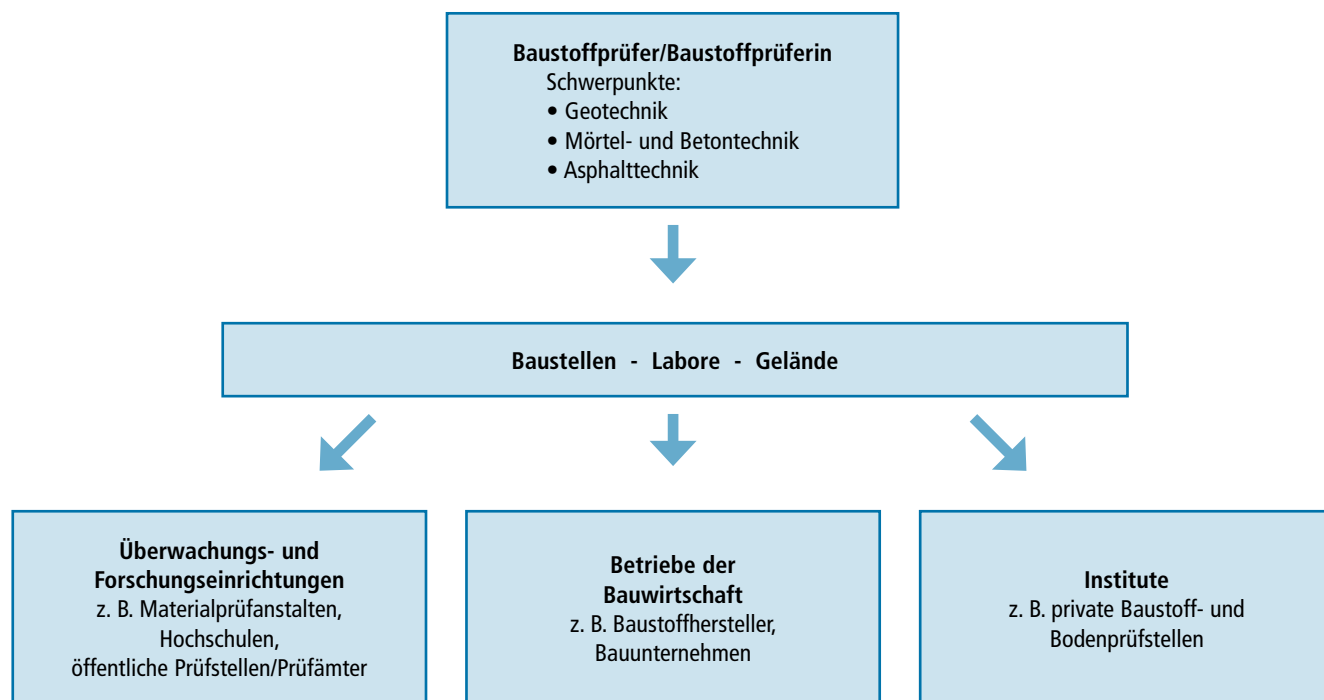 Baustoffprüfer/Baustoffprüferin
Schwerpunkte:
• Geotechnik
• Mörtel- und Betontechnik
• Asphalttechnik
Baustellen - Labore - Gelände
Überwachungs- und
Forschungseinrichtungen
z. B. Materialprüfanstalten,
Hochschulen,
öffentliche Prüfstellen/Prüfämter
Betriebe der
Bauwirtschaft
z. B. Baustoffhersteller,
Bauunternehmen
Institute
z. B. private Baustoff- und
Bodenprüfstellen